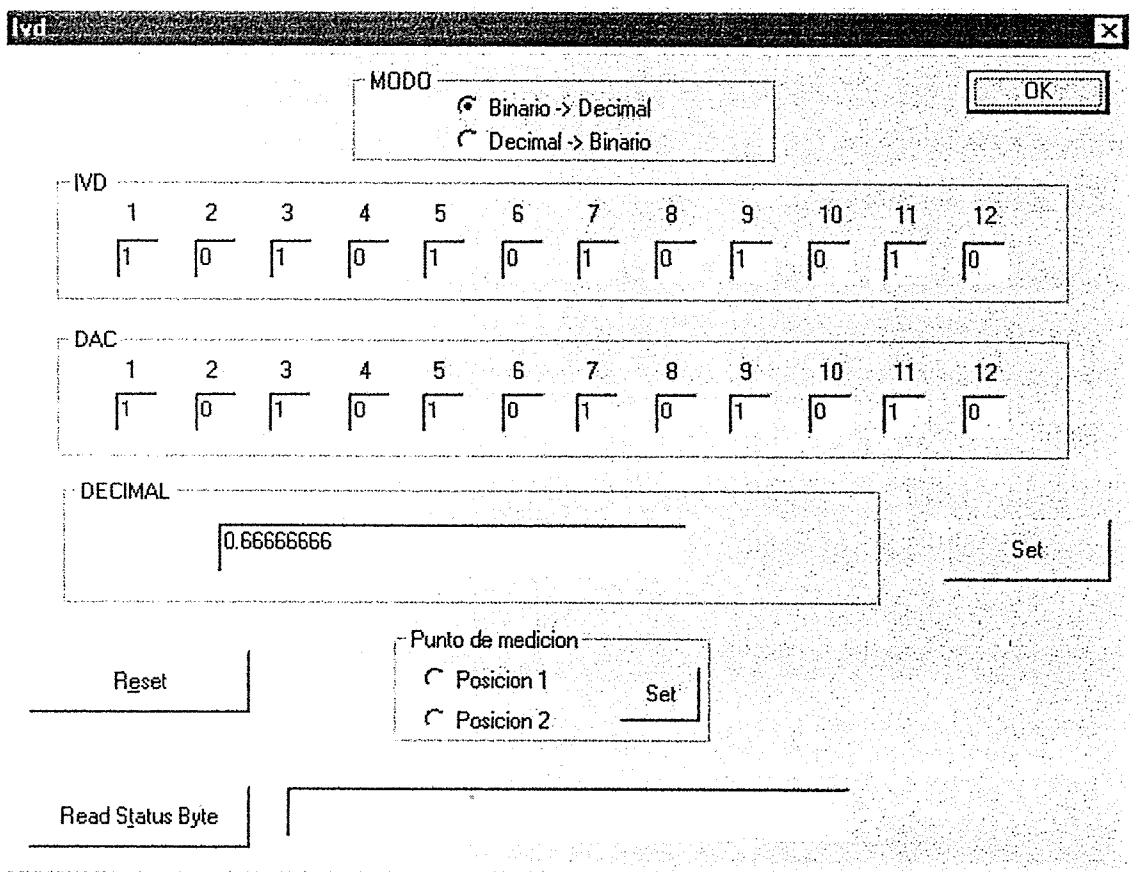 Ivd
MODO
Binario -> Decimal
OK
Decimal -> Binario
IVD
1 2 3 4 5 6 7 8 9 10 11 12
1 0 1 0 1 0 1 0 1 0 1 0
DAC
1 2 3 4 5 6 7 8 9 10 11 12
1 0 1 0 1 0 1 0 1 0 1 0
DECIMAL
0.66666666
Set
Punto de medicion
Reset
Posicion 1
Set
Posicion 2
Read Status Byte